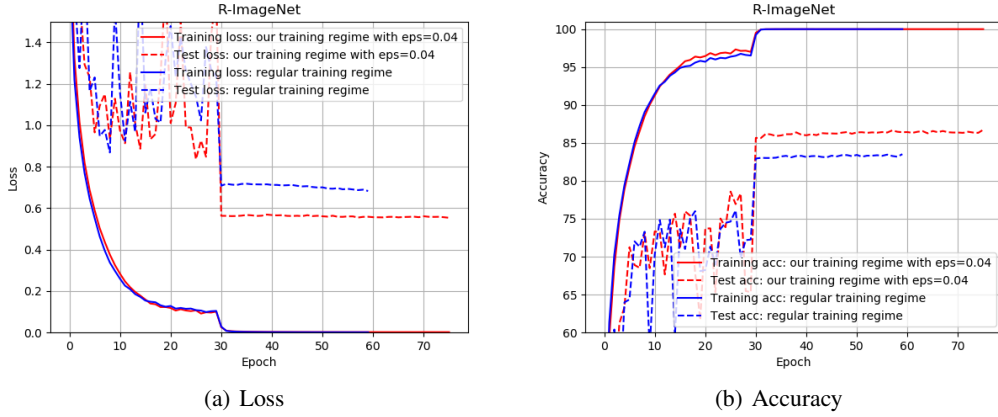 R-ImageNet
Training loss: our training regime with eps=0.04
Test loss: our training regime with eps=0.04
Training loss: regular training regime
Test loss: regular training regime
1.4
1.2
1.0
0.8
0.6
0.4
0.2
0.0
Loss
0 10 20 30 40 50 60 70
Epoch
(a) Loss
R-ImageNet
100
95
90
85
80
75
70
65
60
Accuracy
Training acc: our training regime with eps=0.04
Test acc: our training regime with eps=0.04
Training acc: regular training regime
Test acc: regular training regime
0 10 20 30 40 50 60 70
Epoch
(b) Accuracy